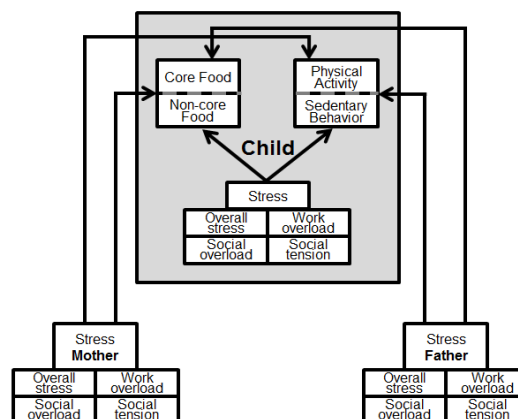 Core Food
Non-core
Food
Physical
Activity
Sedentary
Behavior
Child
Stress
Overall
stress
Work
overload
Social
overload
Social
tension
Stress
Mother
Overall
stress
Work
overload
Social
overload
Social
tension
Stress
Father
Overall
stress
Work
overload
Social
overload
Social
tension